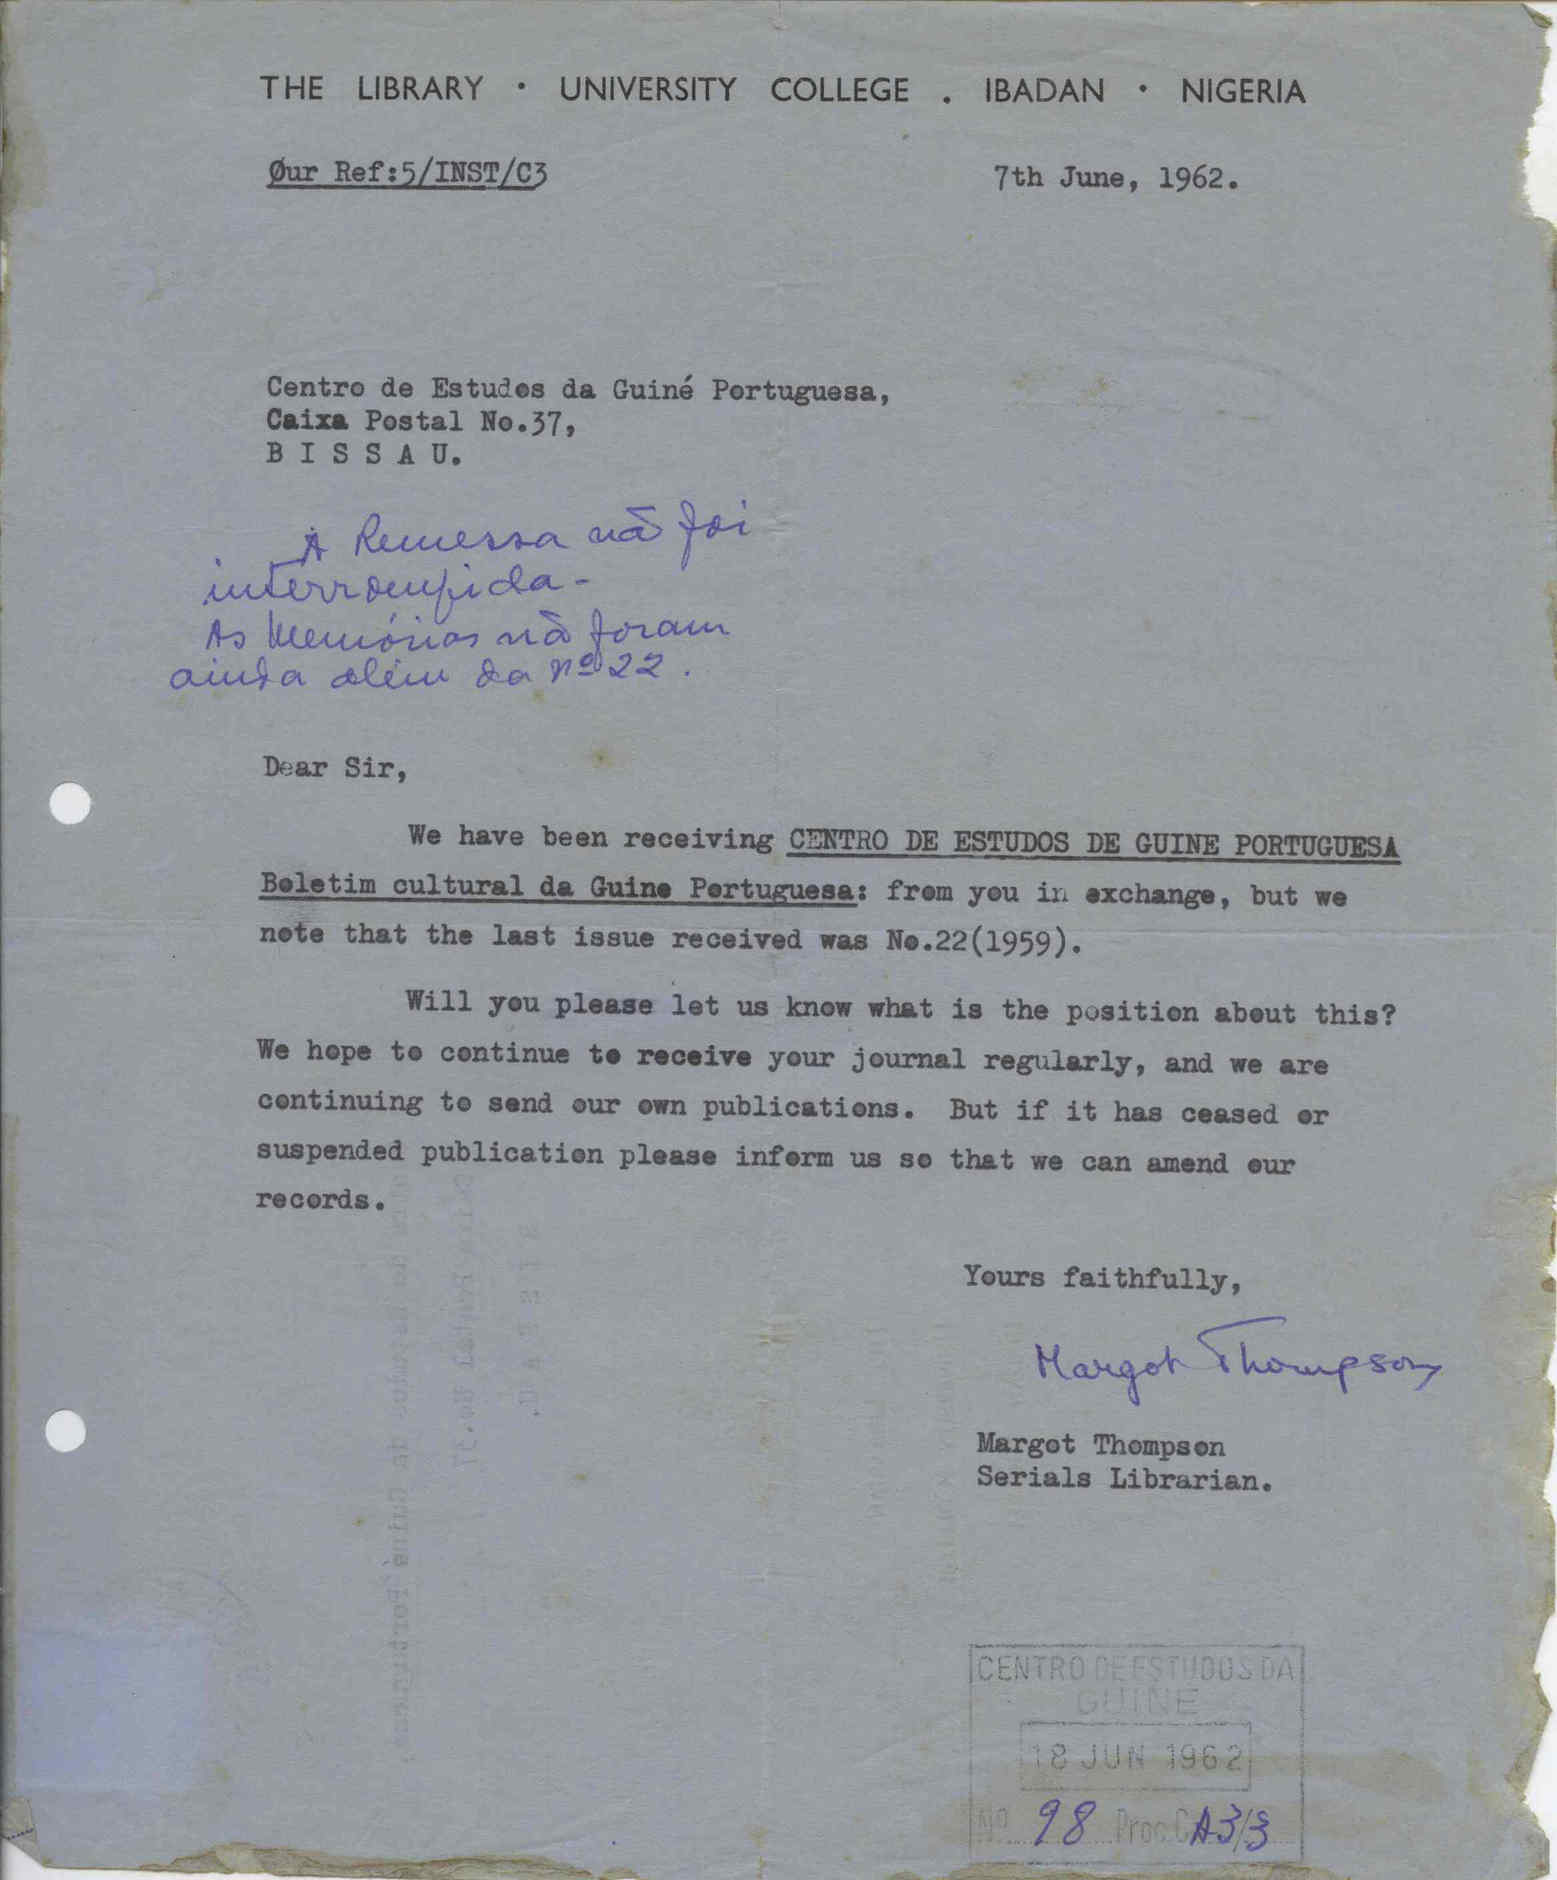 THE LIBRARY · UNIVERSITY COLLEGE . IBADAN · NIGERIA
Our Ref:5/INST/C3
7th June, 1962.
Centro de Estudos da Guiné Portuguesa,
Caixa Postal No.37,
B I S S A U.
A Remessa não foi
interrompida -
As Memórias não foram
ainda além da nº 22.
Dear Sir,
We have been receiving CENTRO DE ESTUDOS DE GUINE PORTUGUESA
Boletim cultural da Guine Portuguesa: from you in exchange, but we
note that the last issue received was No.22(1959).
Will you please let us know what is the position about this?
We hope to continue to receive your journal regularly, and we are
continuing to send our own publications. But if it has ceased or
suspended publication please inform us so that we can amend our
records.
Yours faithfully,
Margot Thompson
Margot Thompson
Serials Librarian.
CENTRO DE ESTUDOS DA
GUINÉ
18 JUN 1962
Nº 98 Proc. C A3/3